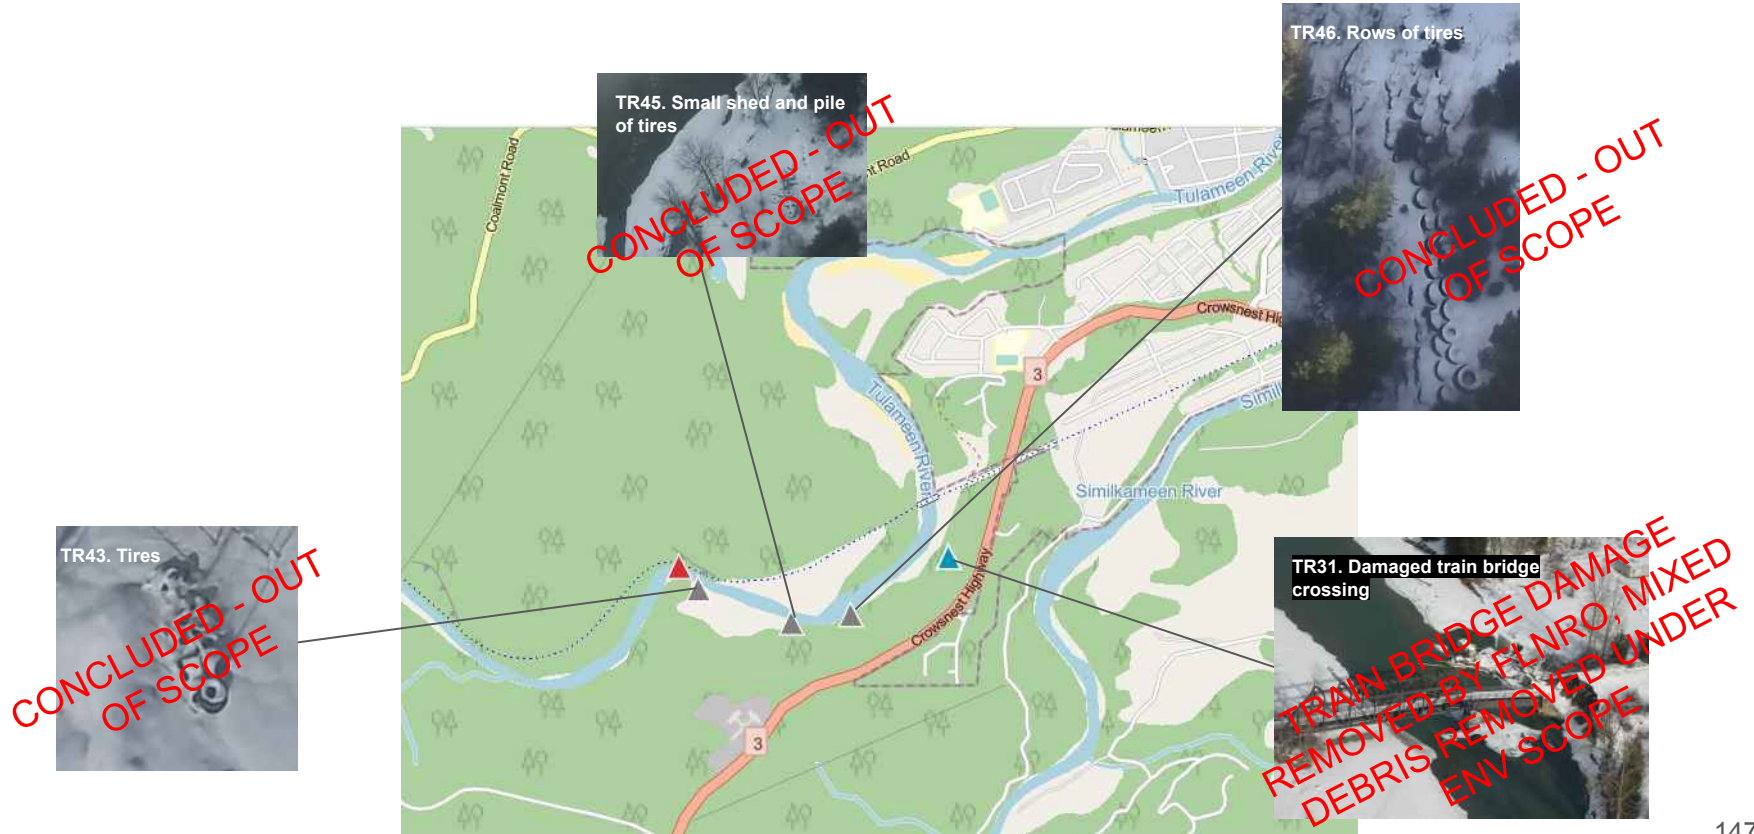 TR46. Rows of tires
CONCLUDED - OUT
OF SCOPE
TR45. Small shed and pile
of tires
CONCLUDED - OUT
OF SCOPE
Coalmont Road
Road
Tulameen River
Crowsnest
3
Tulameen River
Similkameen River
TR43. Tires
CONCLUDED - OUT
OF SCOPE
Crowsnest Highway
3
TR31. Damaged train bridge
crossing
TRAIN BRIDGE DAMAGE
REMOVED BY FLNRO, MIXED
DEBRIS REMOVED UNDER
ENV SCOPE
147